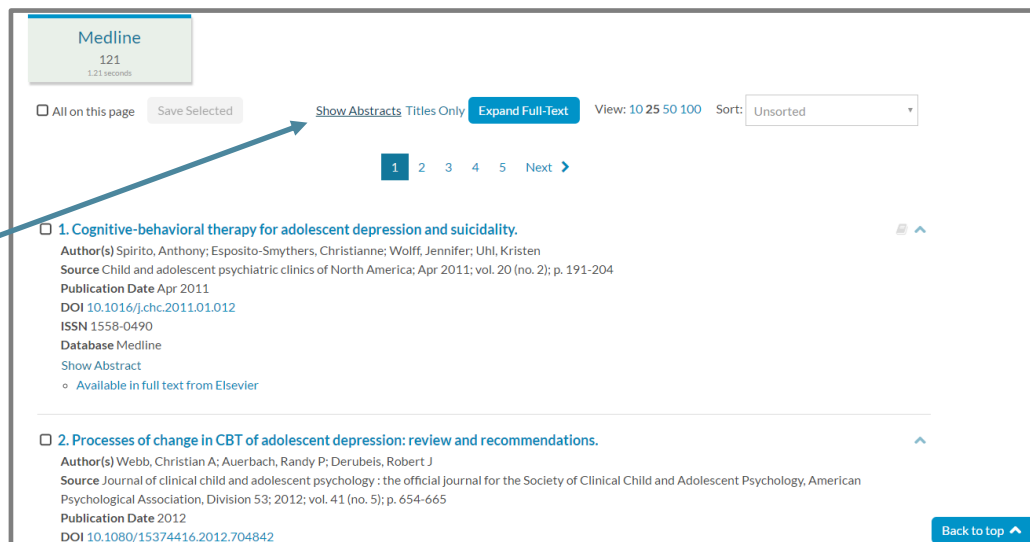 Medline
121
1.21 seconds
All on this page Save Selected Show Abstracts Titles Only Expand Full-Text View: 10 25 50 100 Sort: Unsorted
1 2 3 4 5 Next
1. Cognitive-behavioral therapy for adolescent depression and suicidality.
Author(s) Spirito, Anthony; Esposito-Smythers, Christianne; Wolff, Jennifer; Uhl, Kristen
Source Child and adolescent psychiatric clinics of North America; Apr 2011; vol. 20 (no. 2); p. 191-204
Publication Date Apr 2011
DOI 10.1016/j.chc.2011.01.012
ISSN 1558-0490
Database Medline
Show Abstract
Available in full text from Elsevier
2. Processes of change in CBT of adolescent depression: review and recommendations.
Author(s) Webb, Christian A; Auerbach, Randy P; Derubeis, Robert J
Source Journal of clinical child and adolescent psychology : the official journal for the Society of Clinical Child and Adolescent Psychology, American
Psychological Association, Division 53; 2012; vol. 41 (no. 5); p. 654-665
Publication Date 2012
DOI 10.1080/15374416.2012.704842
Back to top